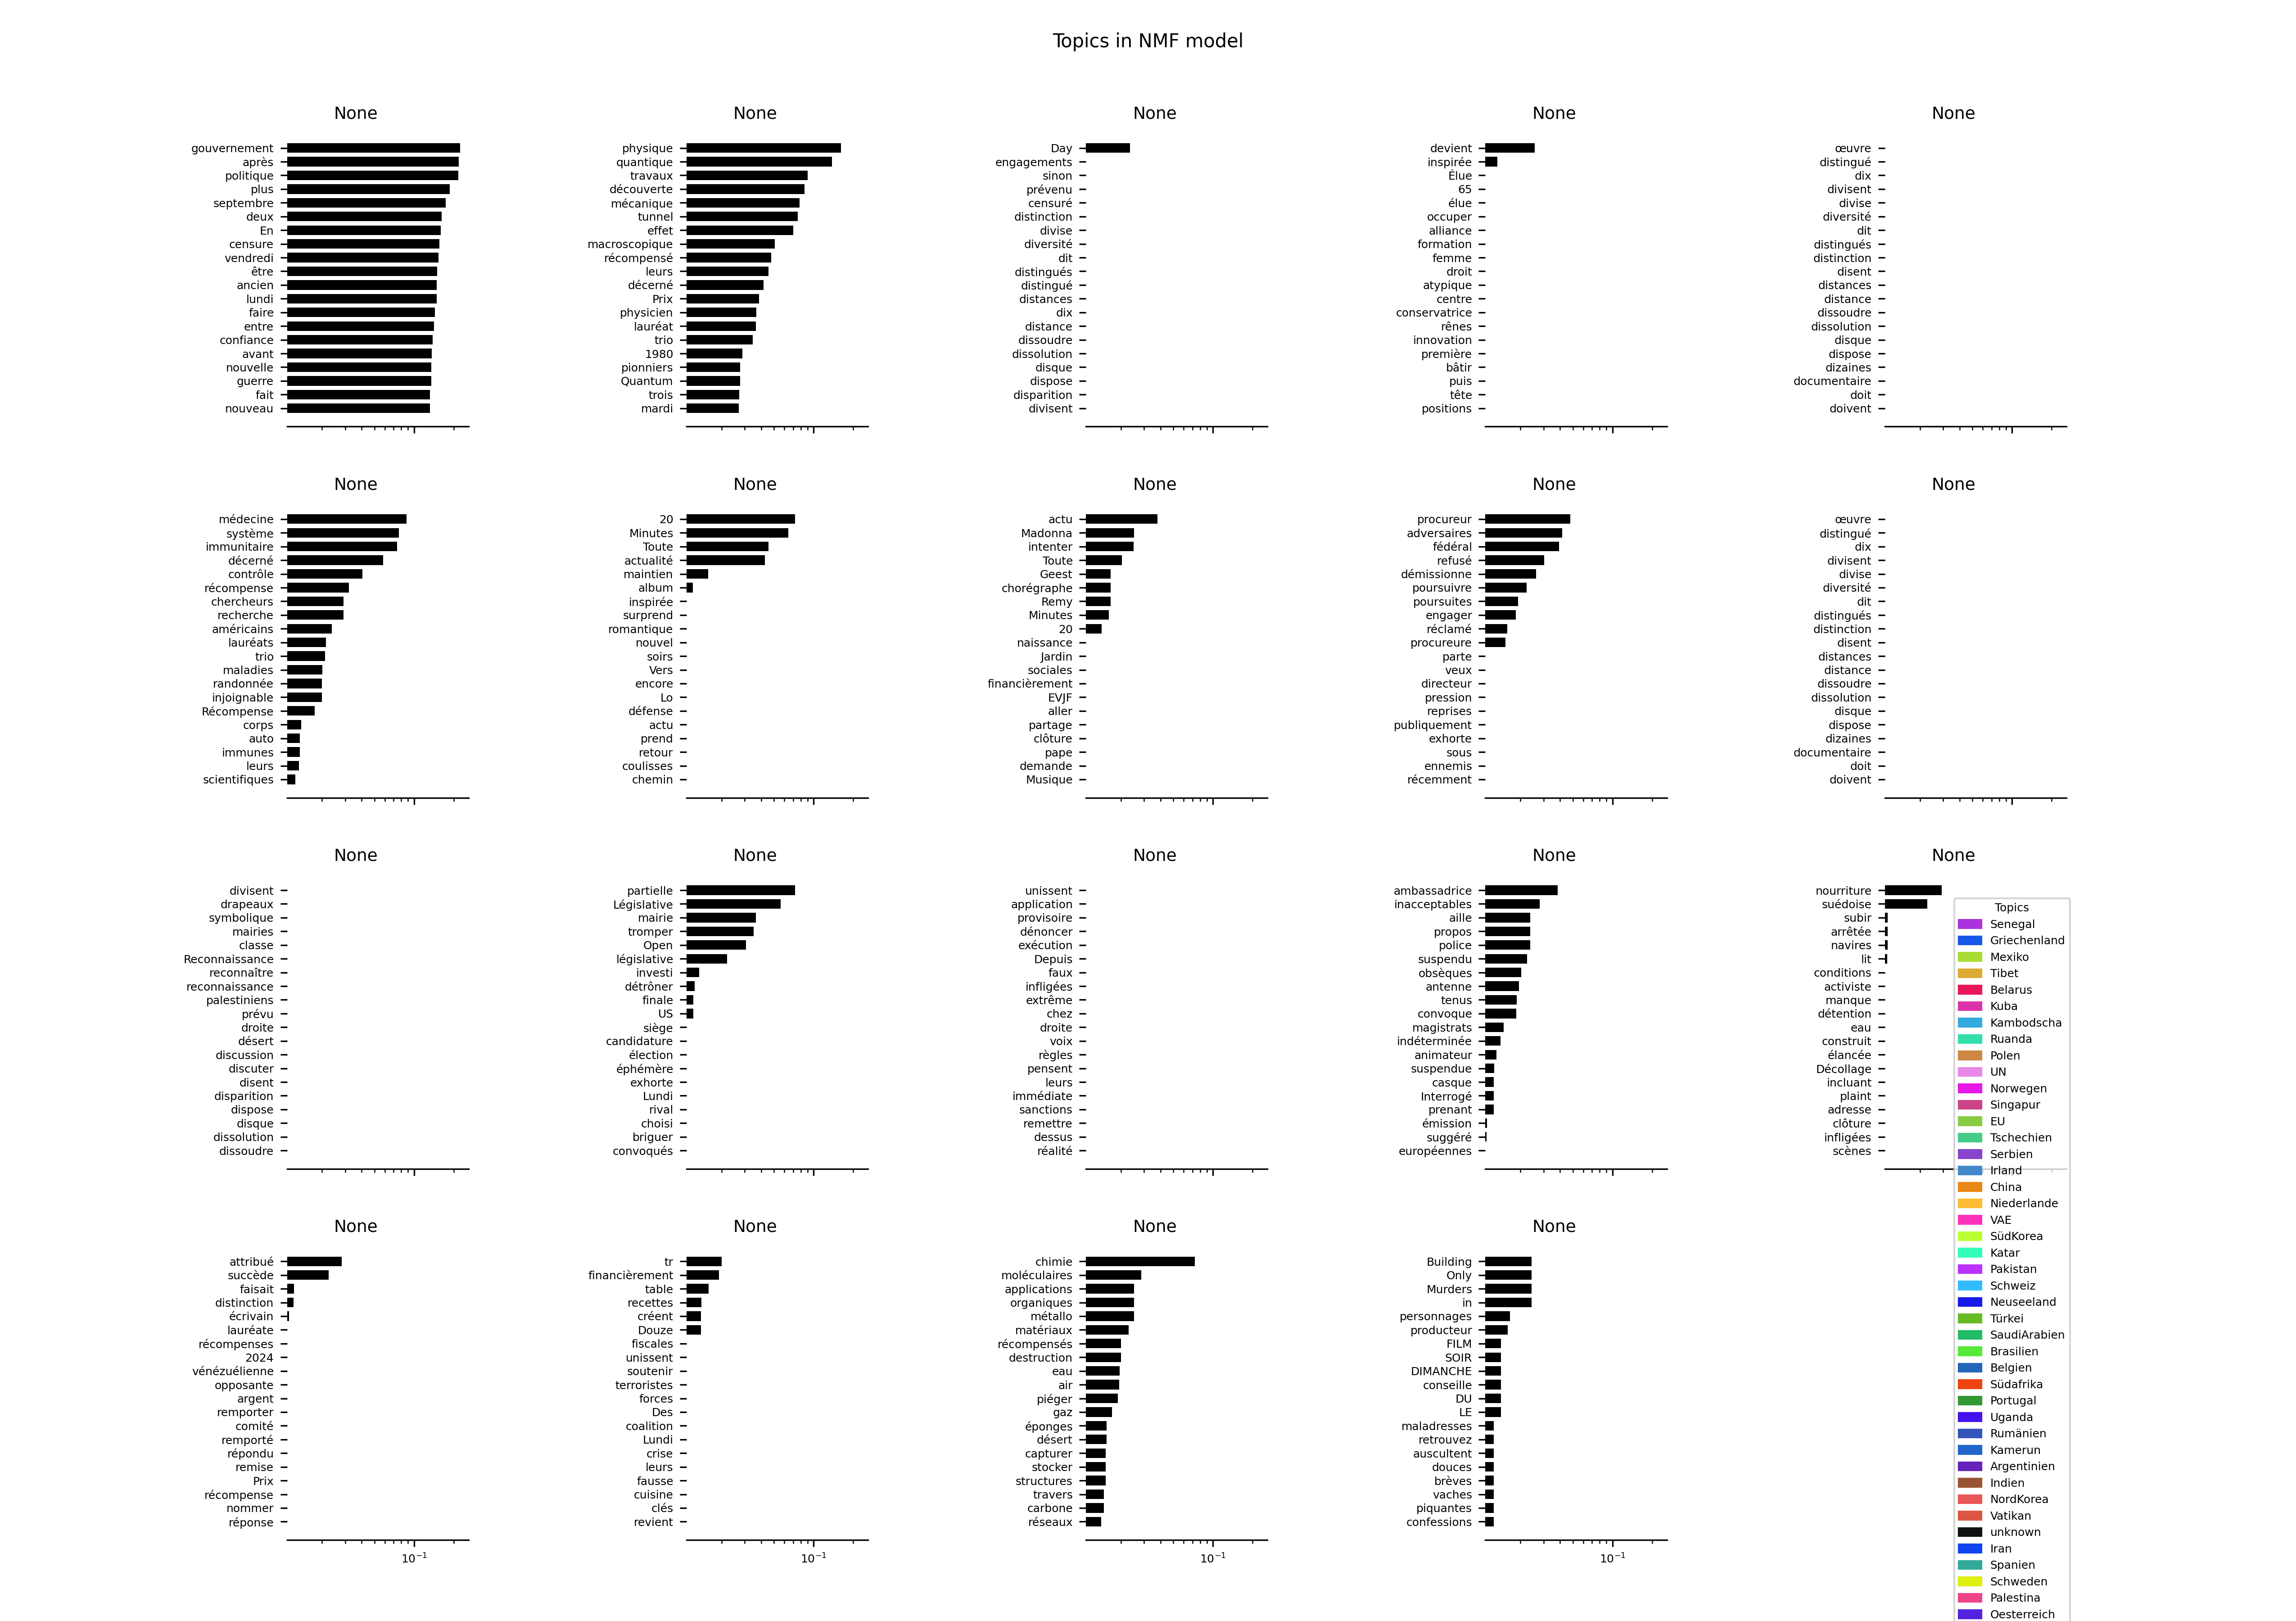 Topics in NMF model
None
gouvernement
après
politique
plus
septembre
deux
En
censure
vendredi
être
ancien
lundi
faire
entre
confiance
avant
nouvelle
guerre
fait
nouveau
None
physique
quantique
travaux
découverte
mécanique
tunnel
effet
macroscopique
récompensé
leurs
décerné
Prix
physicien
lauréat
trio
1980
pionniers
Quantum
trois
mardi
None
Day
engagements
sinon
prévenu
censuré
distinction
divise
diversité
dit
distingués
distingué
distances
dix
distance
dissoudre
dissolution
disque
dispose
disparition
divisent
None
devient
inspirée
Élue
65
élue
occuper
alliance
formation
femme
droit
atypique
centre
conservatrice
rênes
innovation
première
bâtir
puis
tête
positions
None
œuvre
distingué
dix
divisent
divise
diversité
dit
distingués
distinction
disent
distances
distance
dissoudre
dissolution
disque
dispose
dizaines
documentaire
doit
doivent
None
médecine
système
immunitaire
décerné
contrôle
récompense
chercheurs
recherche
américains
lauréats
trio
maladies
randonnée
injoignable
Récompense
corps
auto
immunes
leurs
scientifiques
None
20
Minutes
Toute
actualité
maintien
album
inspirée
surprend
romantique
nouvel
soirs
Vers
encore
Lo
défense
actu
prend
retour
coulisses
chemin
None
actu
Madonna
intenter
Toute
Geest
chorégraphe
Remy
Minutes
20
naissance
Jardin
sociales
financièrement
EVJF
aller
partage
clôture
pape
demande
Musique
None
procureur
adversaires
fédéral
refusé
démissionne
poursuivre
poursuites
engager
réclamé
procureure
parte
veux
directeur
pression
reprises
publiquement
exhorte
sous
ennemis
récemment
None
œuvre
distingué
dix
divisent
divise
diversité
dit
distingués
distinction
disent
distances
distance
dissoudre
dissolution
disque
dispose
dizaines
documentaire
doit
doivent
None
divisent
drapeaux
symbolique
mairies
classe
Reconnaissance
reconnaître
reconnaissance
palestiniens
prévu
droite
désert
discussion
discuter
disent
disparition
dispose
disque
dissolution
dissoudre
None
partielle
Législative
mairie
tromper
Open
législative
investi
détrôner
finale
US
siège
candidature
élection
éphémère
exhorte
Lundi
rival
choisi
briguer
convoqués
None
unissent
application
provisoire
dénoncer
exécution
Depuis
faux
infligées
extrême
chez
droite
voix
règles
pensent
leurs
immédiate
sanctions
remettre
dessus
réalité
None
ambassadrice
inacceptables
aille
propos
police
suspendu
obsèques
antenne
tenus
convoque
magistrats
indéterminée
animateur
suspendue
casque
Interrogé
prenant
émission
suggéré
européennes
None
nourriture
suédoise
subir
arrêtée
navires
lit
conditions
activiste
manque
détention
eau
construit
élancée
Décollage
incluant
plaint
adresse
clôture
infligées
scènes
None
attribué
succède
faisait
distinction
écrivain
lauréate
récompenses
2024
vénézuélienne
opposante
argent
remporter
comité
remporté
répondu
remise
Prix
récompense
nommer
réponse
10⁻¹
None
tr
financièrement
table
recettes
créent
Douze
fiscales
unissent
soutenir
terroristes
forces
Des
coalition
Lundi
crise
leurs
fausse
cuisine
clés
revient
10⁻¹
None
chimie
moléculaires
applications
organiques
métallo
matériaux
récompensés
destruction
eau
air
piéger
gaz
éponges
désert
capturer
stocker
structures
travers
carbone
réseaux
10⁻¹
None
Building
Only
Murders
in
personnages
producteur
FILM
SOIR
DIMANCHE
conseille
DU
LE
maladresses
retrouvez
auscultent
douces
brèves
vaches
piquantes
confessions
10⁻¹
Topics
Senegal
Griechenland
Mexiko
Tibet
Belarus
Kuba
Kambodscha
Ruanda
Polen
UN
Norwegen
Singapur
EU
Tschechien
Serbien
Irland
China
Niederlande
VAE
SüdKorea
Katar
Pakistan
Schweiz
Neuseeland
Türkei
SaudiArabien
Brasilien
Belgien
Südafrika
Portugal
Uganda
Rumänien
Kamerun
Argentinien
Indien
NordKorea
Vatikan
unknown
Iran
Spanien
Schweden
Palestina
Oesterreich